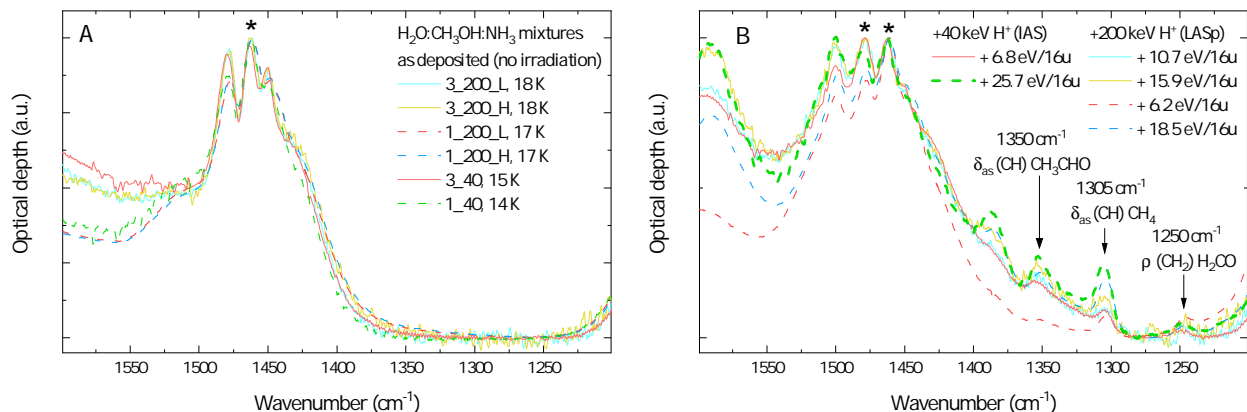 A
*
H₂O:CH₃OH:NH₃ mixtures
as deposited (no irradiation)
3_200_L, 18 K
3_200_H, 18 K
1_200_L, 17 K
1_200_H, 17 K
3_40, 15 K
1_40, 14 K
Optical depth (a.u.)
1550 1500 1450 1400 1350 1300 1250
Wavenumber (cm⁻¹)
B
* *
+40 keV H⁺ (IAS)
+ 6.8 eV/16u
+ 25.7 eV/16u
+200 keV H⁺ (LASp)
+ 10.7 eV/16u
+ 15.9 eV/16u
+ 6.2 eV/16u
+ 18.5 eV/16u
1350 cm⁻¹
δas (CH) CH₃CHO
1305 cm⁻¹
δas (CH) CH₄
1250 cm⁻¹
ρ (CH₂) H₂CO
Optical depth (a.u.)
1550 1500 1450 1400 1350 1300 1250
Wavenumber (cm⁻¹)